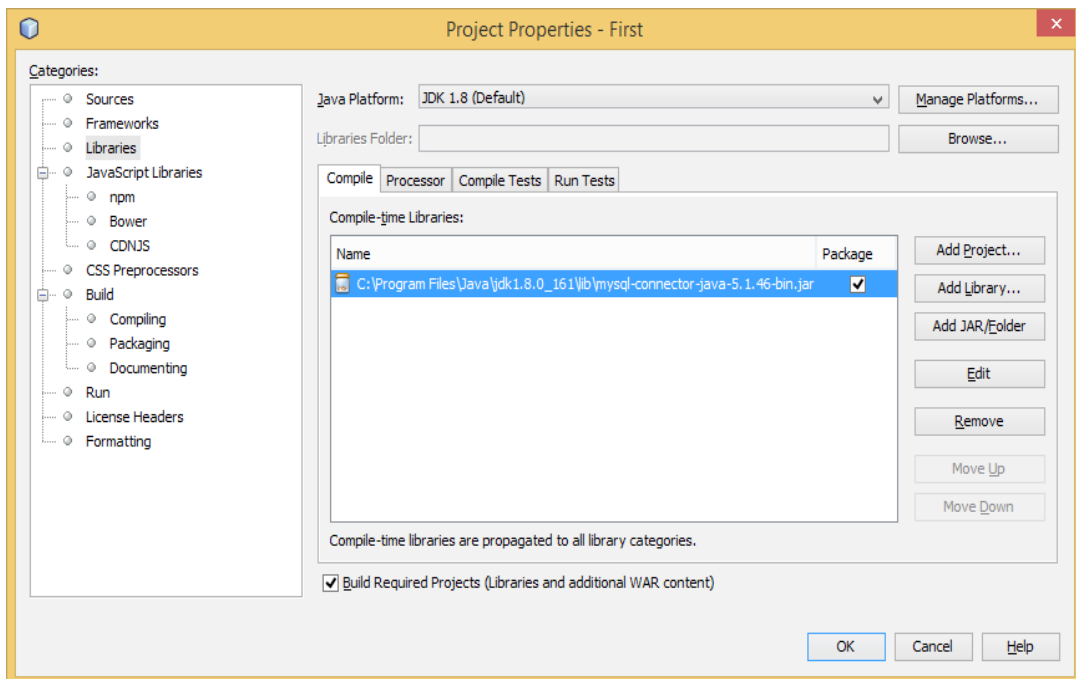 Project Properties - First
Categories:
Sources
Frameworks
Libraries
JavaScript Libraries
npm
Bower
CDNJS
CSS Preprocessors
Build
Compiling
Packaging
Documenting
Run
License Headers
Formatting
Java Platform: JDK 1.8 (Default) Manage Platforms...
Libraries Folder: Browse...
Compile Processor Compile Tests Run Tests
Compile-time Libraries:
Name Package
C:\Program Files\Java\jdk1.8.0_161\lib\mysql-connector-java-5.1.46-bin.jar
Add Project...
Add Library...
Add JAR/Folder
Edit
Remove
Move Up
Move Down
Compile-time libraries are propagated to all library categories.
Build Required Projects (Libraries and additional WAR content)
OK Cancel Help